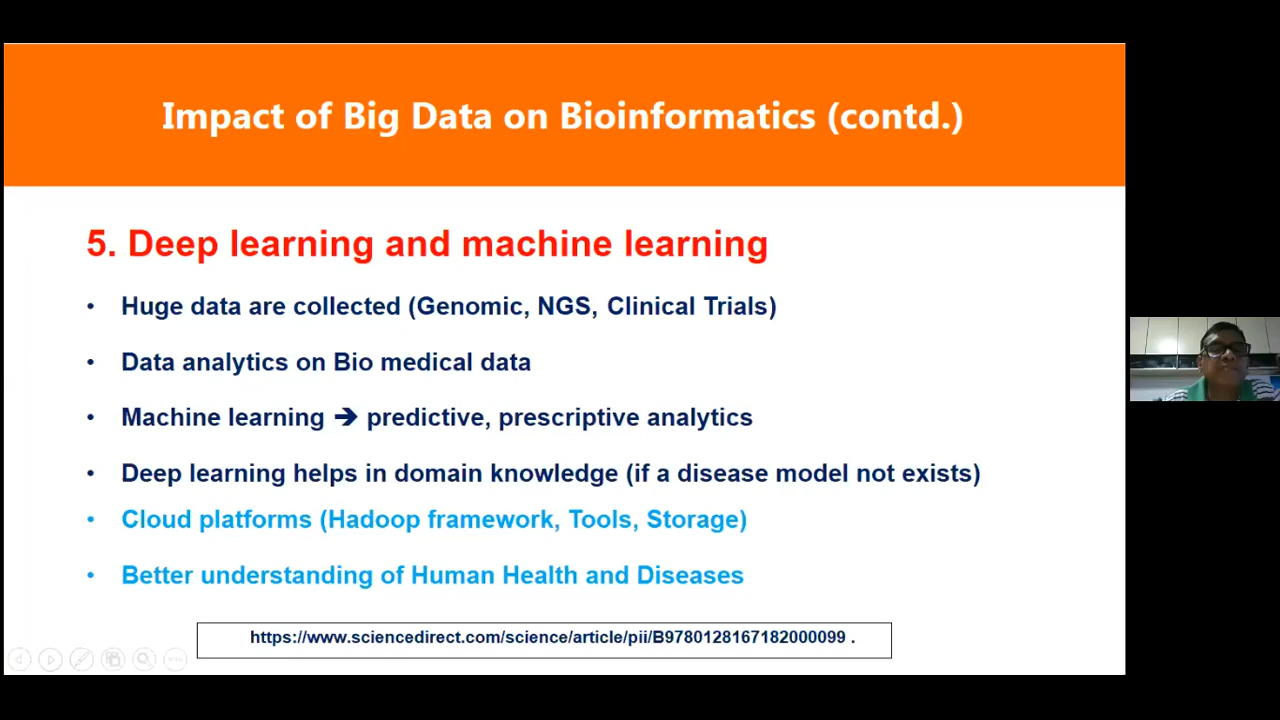 Impact of Big Data on Bioinformatics (contd.)
5. Deep learning and machine learning
• Huge data are collected (Genomic, NGS, Clinical Trials)
• Data analytics on Bio medical data
• Machine learning ➔ predictive, prescriptive analytics
• Deep learning helps in domain knowledge (if a disease model not exists)
• Cloud platforms (Hadoop framework, Tools, Storage)
• Better understanding of Human Health and Diseases
https://www.sciencedirect.com/science/article/pii/B9780128167182000099 .